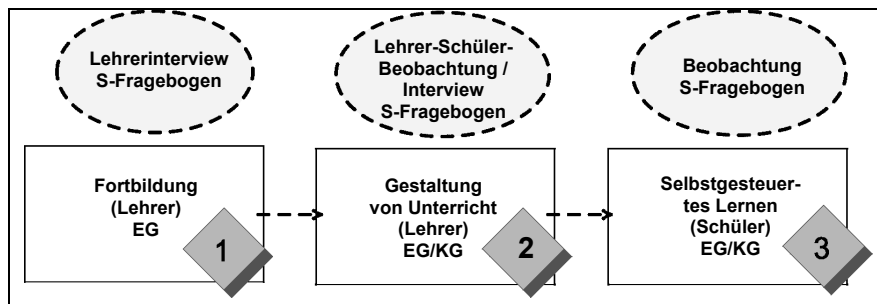 Lehrerinterview
S-Fragebogen
Lehrer-Schüler-
Beobachtung /
Interview
S-Fragebogen
Beobachtung
S-Fragebogen
Fortbildung
(Lehrer)
EG
1
Gestaltung
von Unterricht
(Lehrer)
EG/KG
2
Selbstgesteuer-
tes Lernen
(Schüler)
EG/KG
3